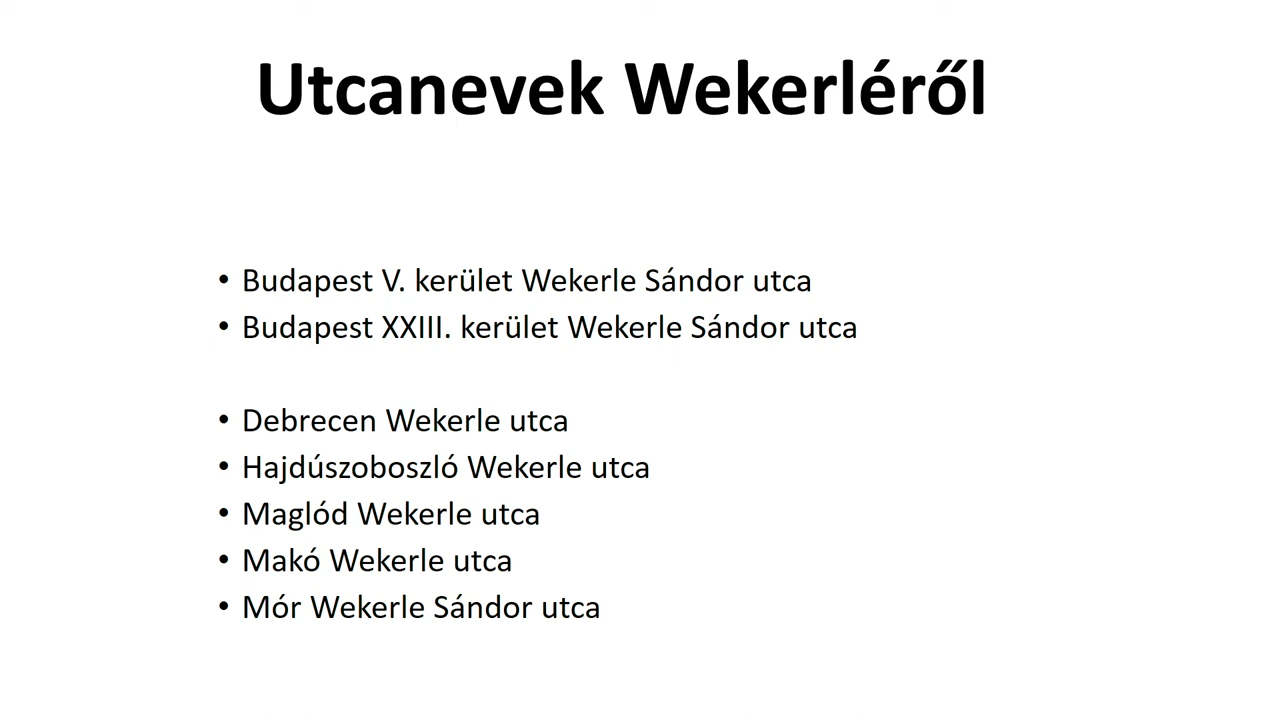 Utcanevek Wekerléről
• Budapest V. kerület Wekerle Sándor utca
• Budapest XXIII. kerület Wekerle Sándor utca
• Debrecen Wekerle utca
• Hajdúszoboszló Wekerle utca
• Maglód Wekerle utca
• Makó Wekerle utca
• Mór Wekerle Sándor utca